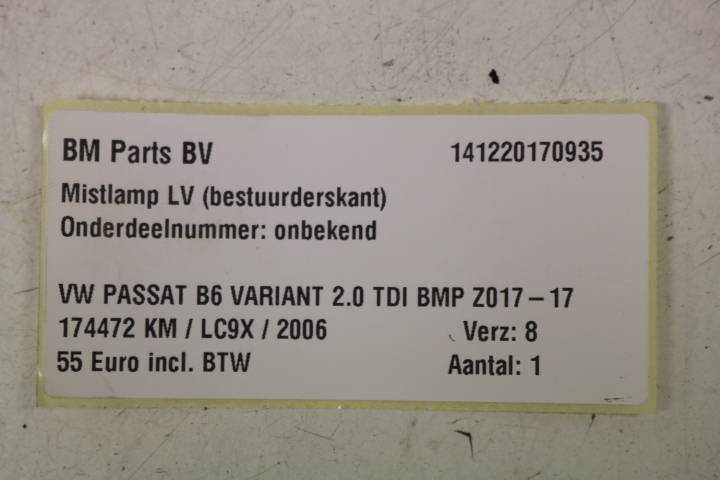 BM Parts BV 141220170935
Mistlamp LV (bestuurderskant)
Onderdeelnummer: onbekend
VW PASSAT B6 VARIANT 2.0 TDI BMP Z017 – 17
174472 KM / LC9X / 2006 Verz: 8
55 Euro incl. BTW Aantal: 1